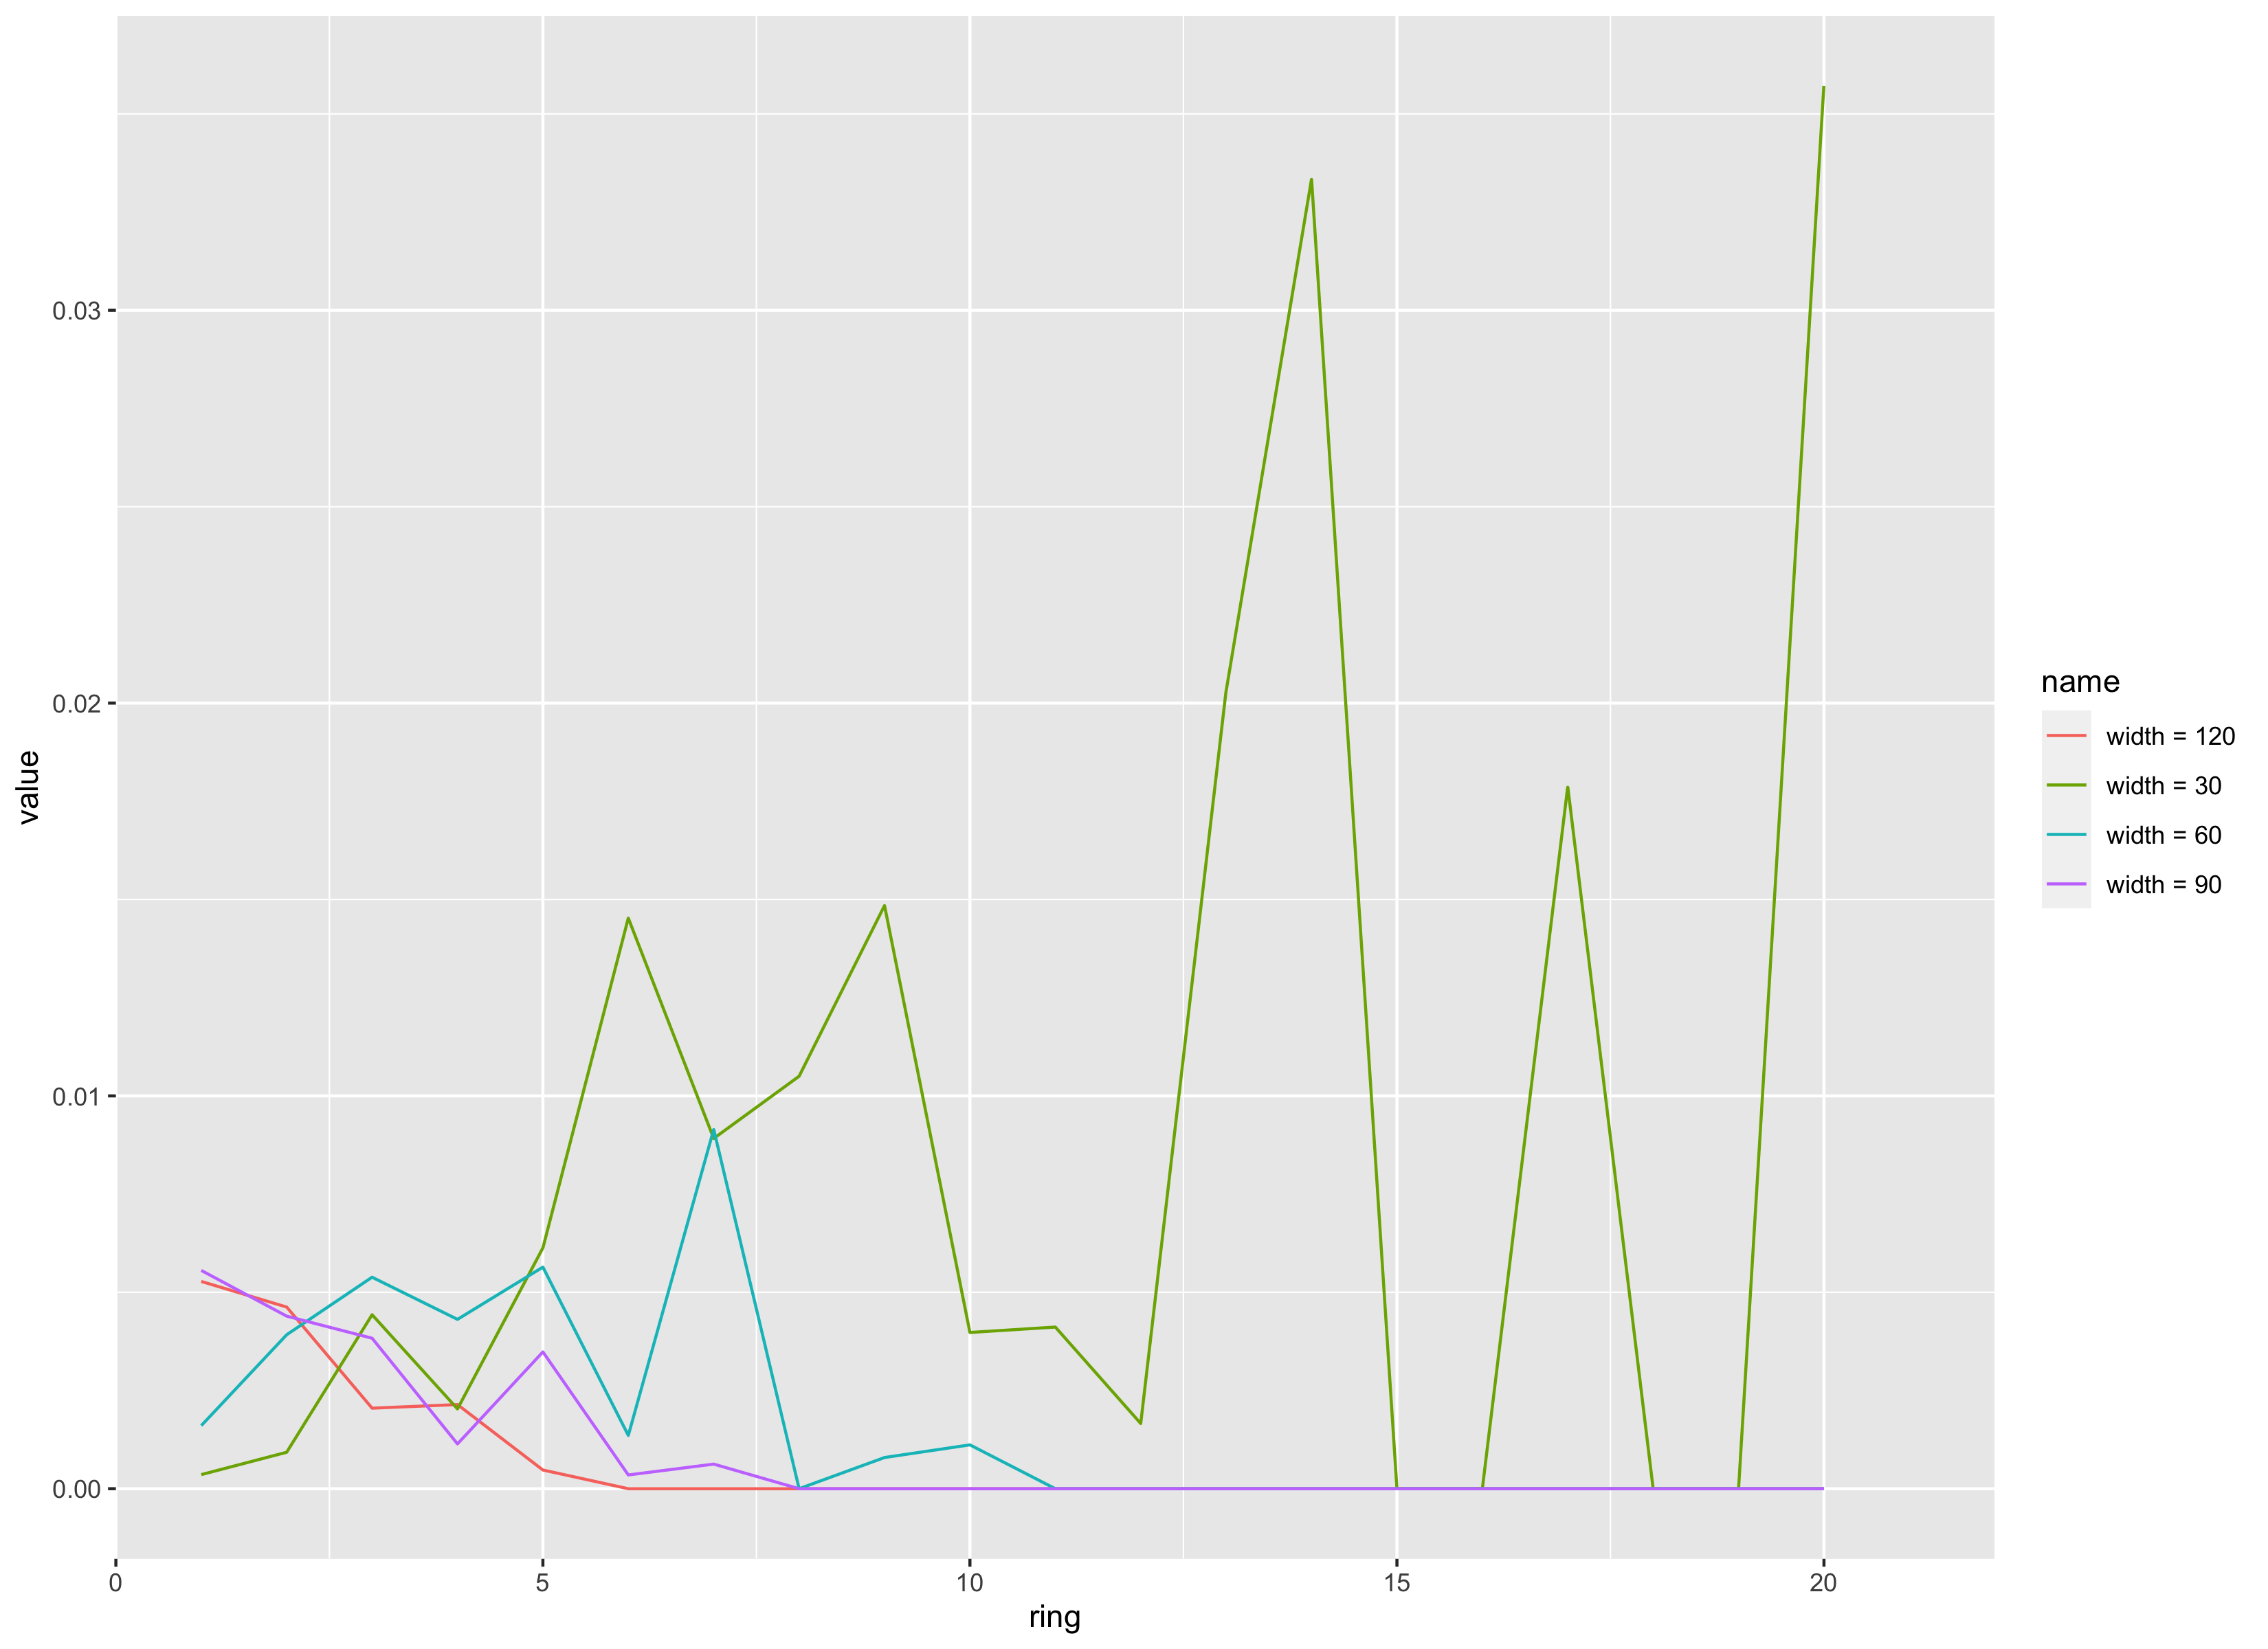 value
0.03
0.02
0.01
0.00
0
5
10
15
20
ring
name
width = 120
width = 30
width = 60
width = 90